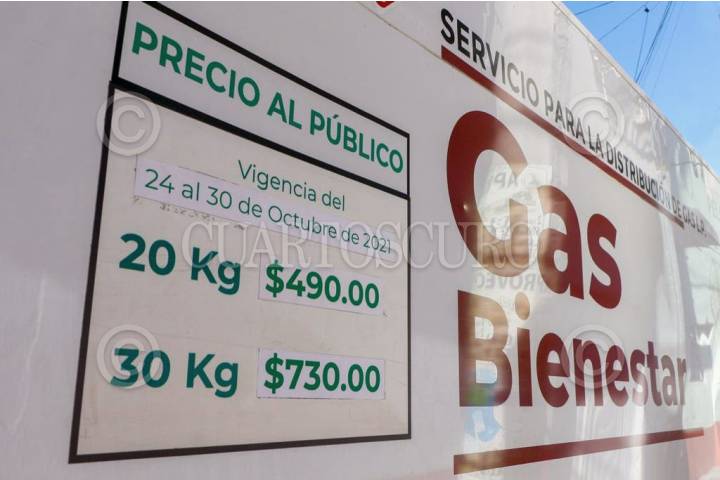 PRECIO AL PÚBLICO
Vigencia del
24 al 30 de Octubre de 2021
20 Kg $490.00
30 Kg $730.00
SERVICIO PARA LA DISTRIBUCIÓN DE GAS L.
Gas
Bienestar
CUARTOSCURO
©
©
©
©